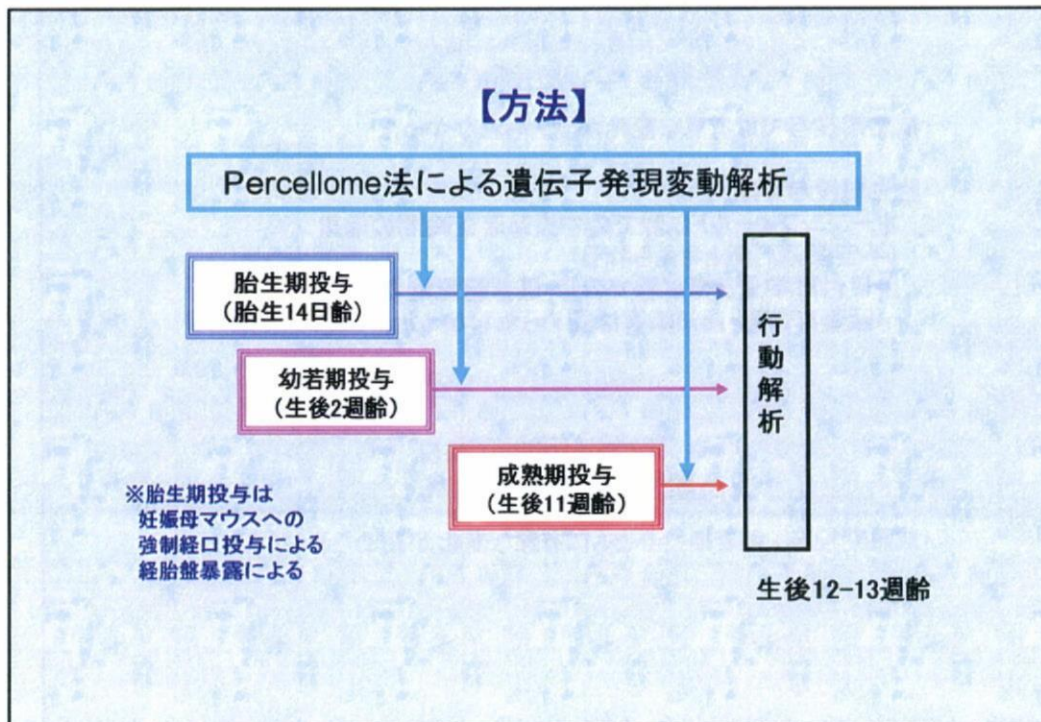 【方法】
Percellome法による遺伝子発現変動解析
胎生期投与
(胎生14日齢)
幼若期投与
(生後2週齢)
成熟期投与
(生後11週齢)
行動解析
※胎生期投与は
妊娠母マウスへの
強制経口投与による
経胎盤暴露による
生後12-13週齢